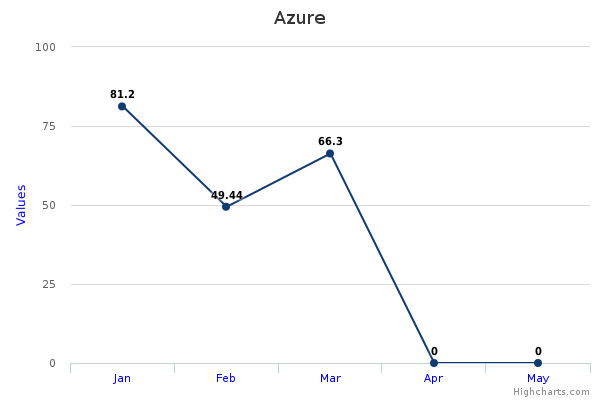 Azure
100
81.2
75
66.3
Values
50
49.44
25
0
0
0
Jan
Feb
Mar
Apr
May
Highcharts.com